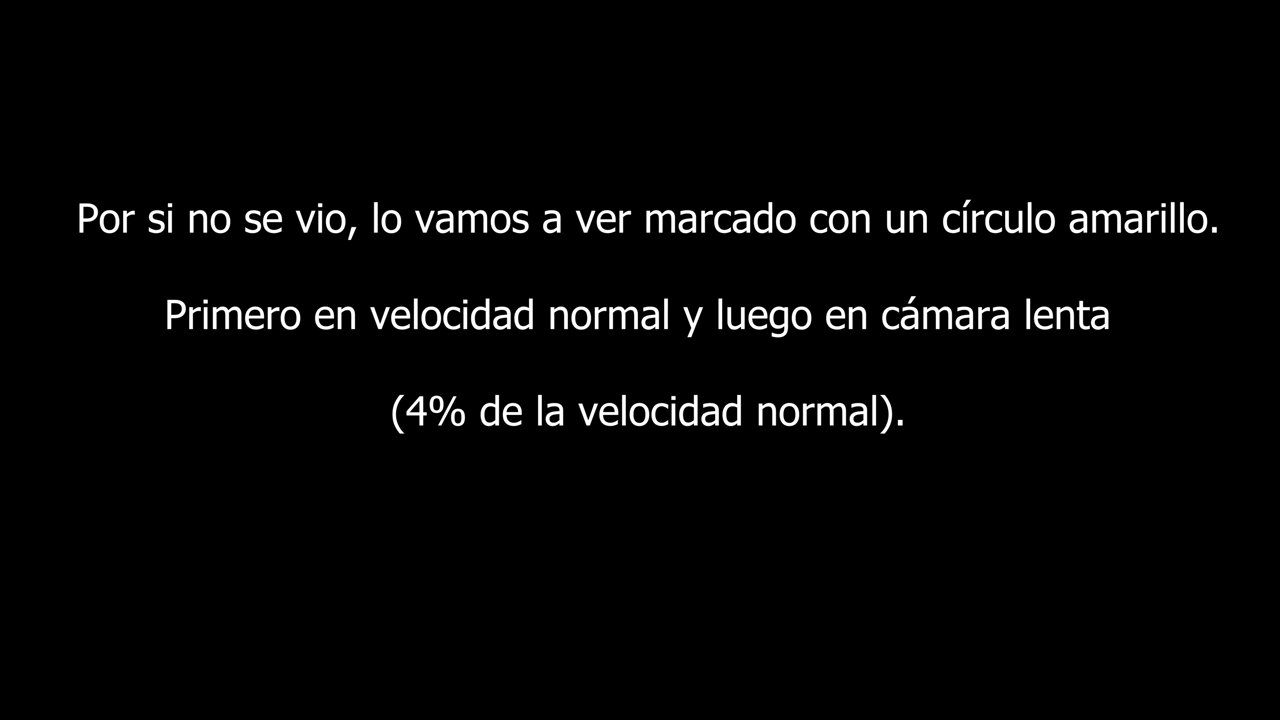 Por si no se vio, lo vamos a ver marcado con un círculo amarillo.
Primero en velocidad normal y luego en cámara lenta
(4% de la velocidad normal).